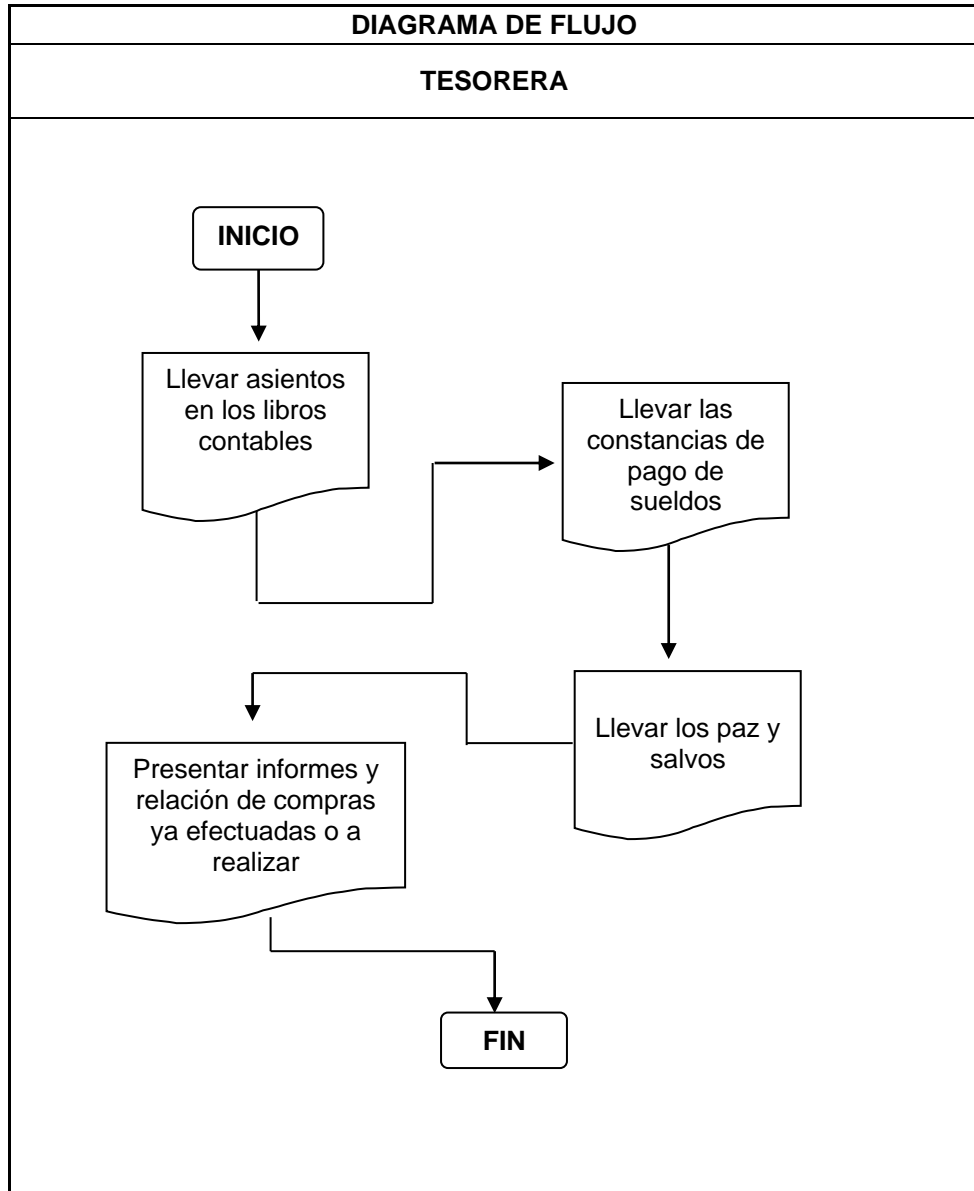 DIAGRAMA DE FLUJO
TESORERA
INICIO
Llevar asientos
en los libros
contables
Llevar las
constancias de
pago de
sueldos
Llevar los paz y
salvos
Presentar informes y
relación de compras
ya efectuadas o a
realizar
FIN